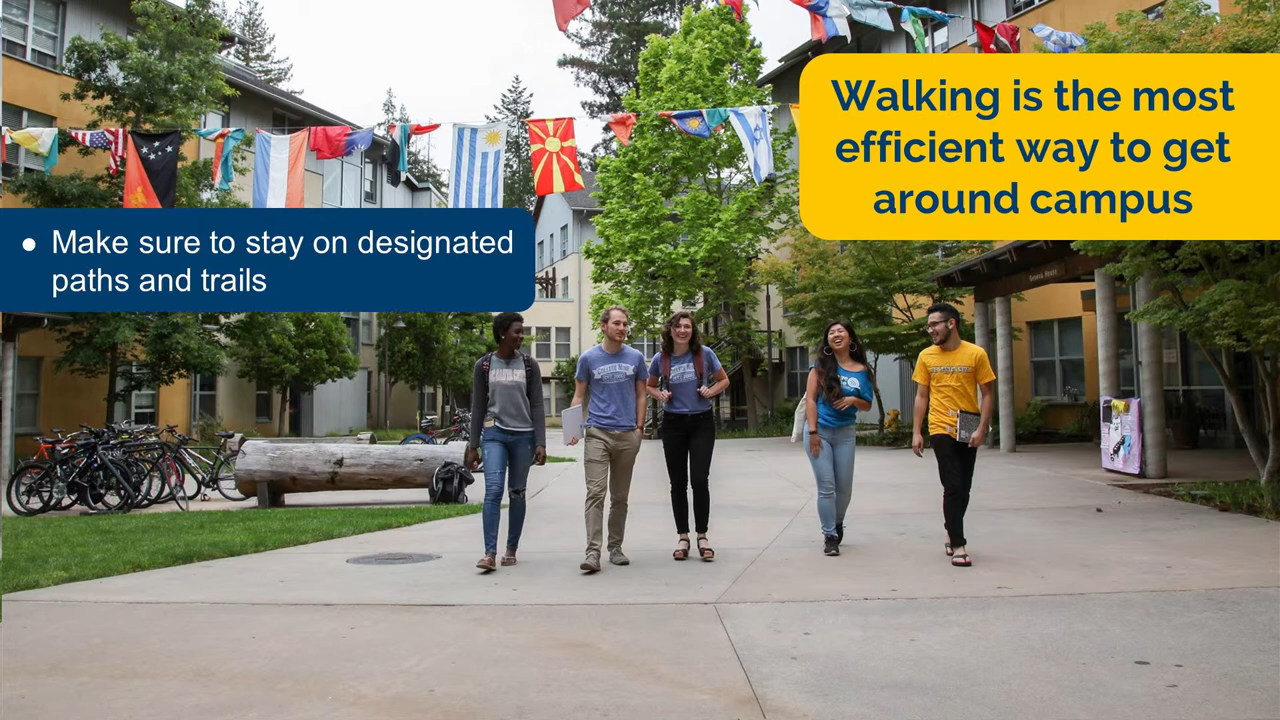 Walking is the most
efficient way to get
around campus
● Make sure to stay on designated
paths and trails